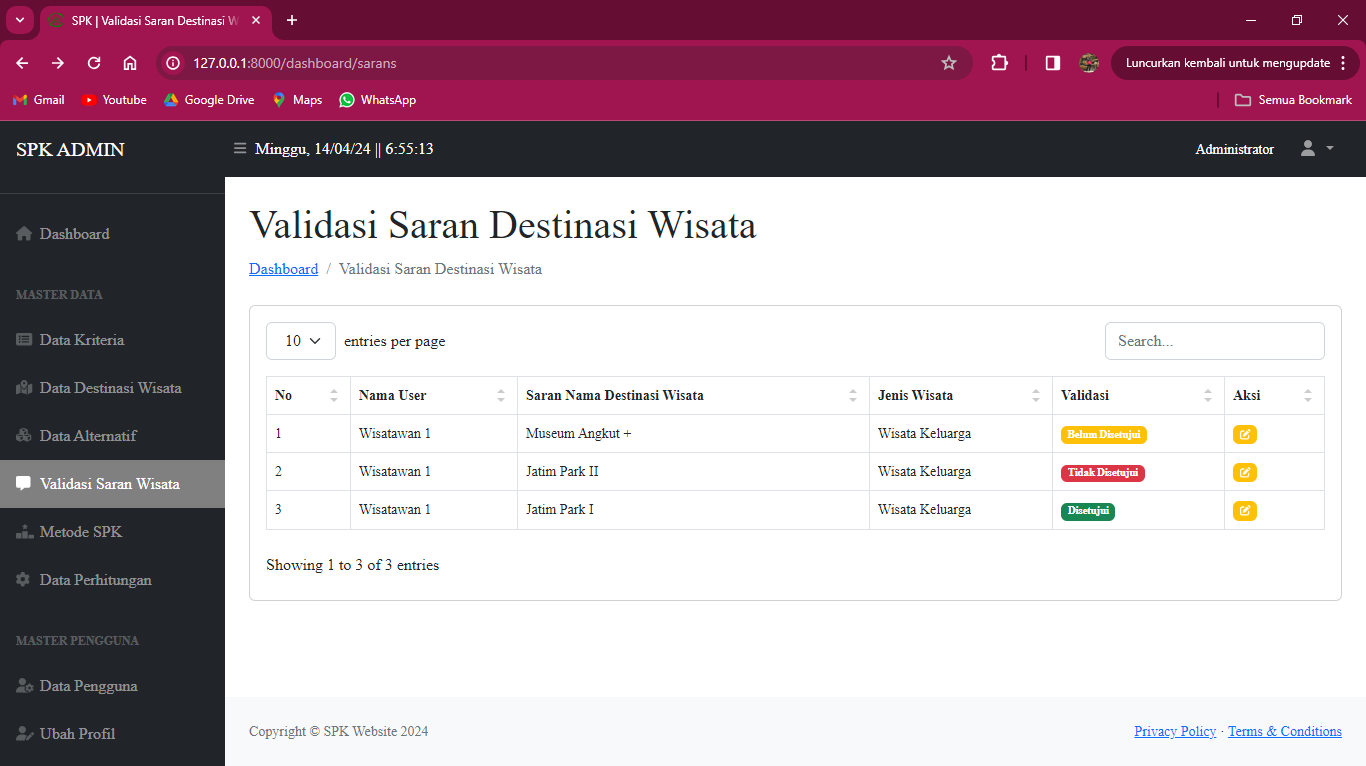 SPK | Validasi Saran Destinasi W
127.0.0.1:8000/dashboard/sarans
Luncurkan kembali untuk mengupdate
Gmail Youtube Google Drive Maps WhatsApp Semua Bookmark
SPK ADMIN
Minggu, 14/04/24 || 6:55:13
Administrator
Dashboard
MASTER DATA
Data Kriteria
Data Destinasi Wisata
Data Alternatif
Validasi Saran Wisata
Metode SPK
Data Perhitungan
MASTER PENGGUNA
Data Pengguna
Ubah Profil
Validasi Saran Destinasi Wisata
Dashboard / Validasi Saran Destinasi Wisata
10 entries per page Search...
No Nama User Saran Nama Destinasi Wisata Jenis Wisata Validasi Aksi
1 Wisatawan 1 Museum Angkut + Wisata Keluarga Belum Disetujui
2 Wisatawan 1 Jatim Park II Wisata Keluarga Tidak Disetujui
3 Wisatawan 1 Jatim Park I Wisata Keluarga Disetujui
Showing 1 to 3 of 3 entries
Copyright © SPK Website 2024
Privacy Policy · Terms & Conditions